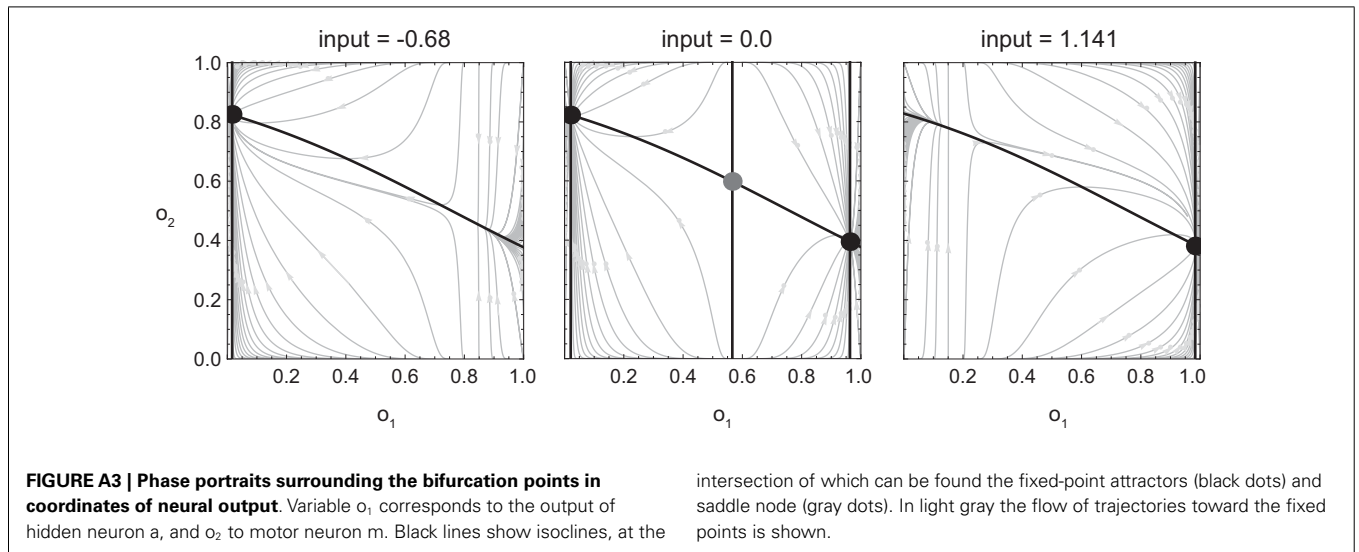 input = -0.68
input = 0.0
input = 1.141
1.0
0.8
0.6
0.4
0.2
0.0
o2
0.2 0.4 0.6 0.8 1.0
0.2 0.4 0.6 0.8 1.0
0.2 0.4 0.6 0.8 1.0
o1
o1
o1
FIGURE A3 | Phase portraits surrounding the bifurcation points in
coordinates of neural output. Variable o1 corresponds to the output of
hidden neuron a, and o2 to motor neuron m. Black lines show isoclines, at the
intersection of which can be found the fixed-point attractors (black dots) and
saddle node (gray dots). In light gray the flow of trajectories toward the fixed
points is shown.